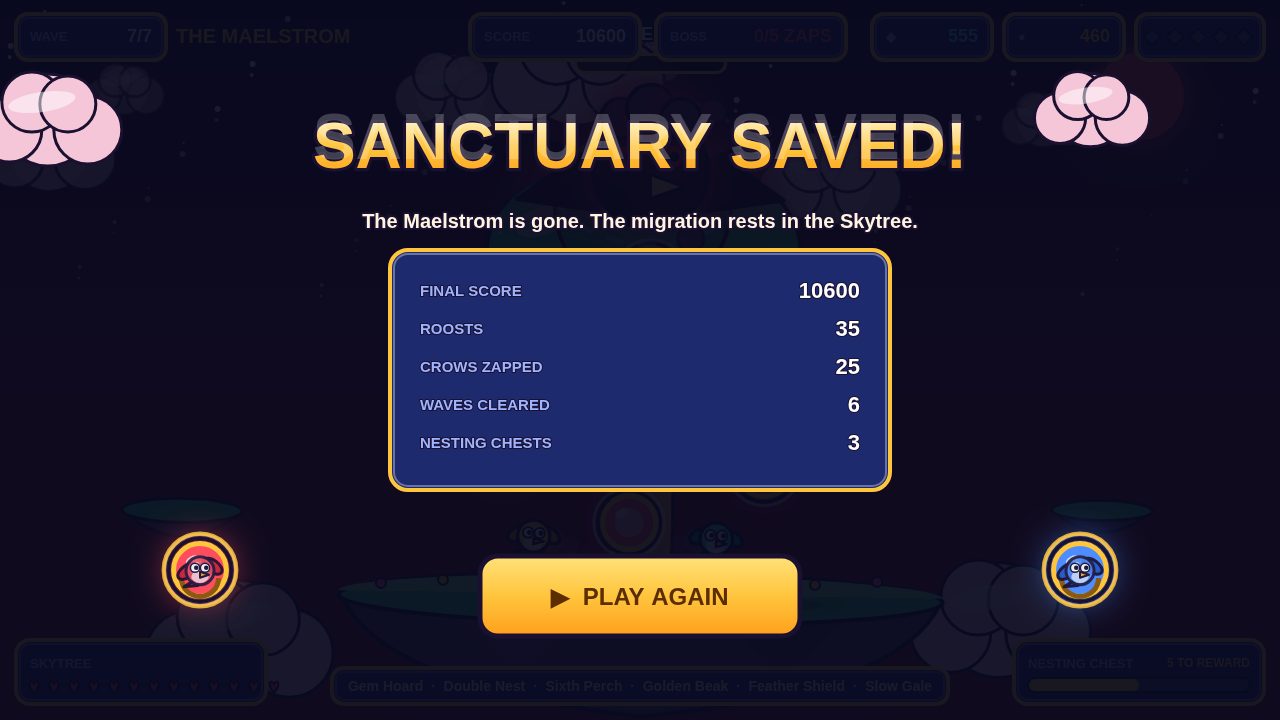 WAVE 7/7 THE MAELSTROM SCORE 10600 BOSS 0/5 ZAPS 555 460
SANCTUARY SAVED!
The Maelstrom is gone. The migration rests in the Skytree.
FINAL SCORE 10600
ROOSTS 35
CROWS ZAPPED 25
WAVES CLEARED 6
NESTING CHESTS 3
▶ PLAY AGAIN
SKYTREE
NESTING CHEST 5 TO REWARD
Gem Hoard · Double Nest · Sixth Perch · Golden Beak · Feather Shield · Slow Gale